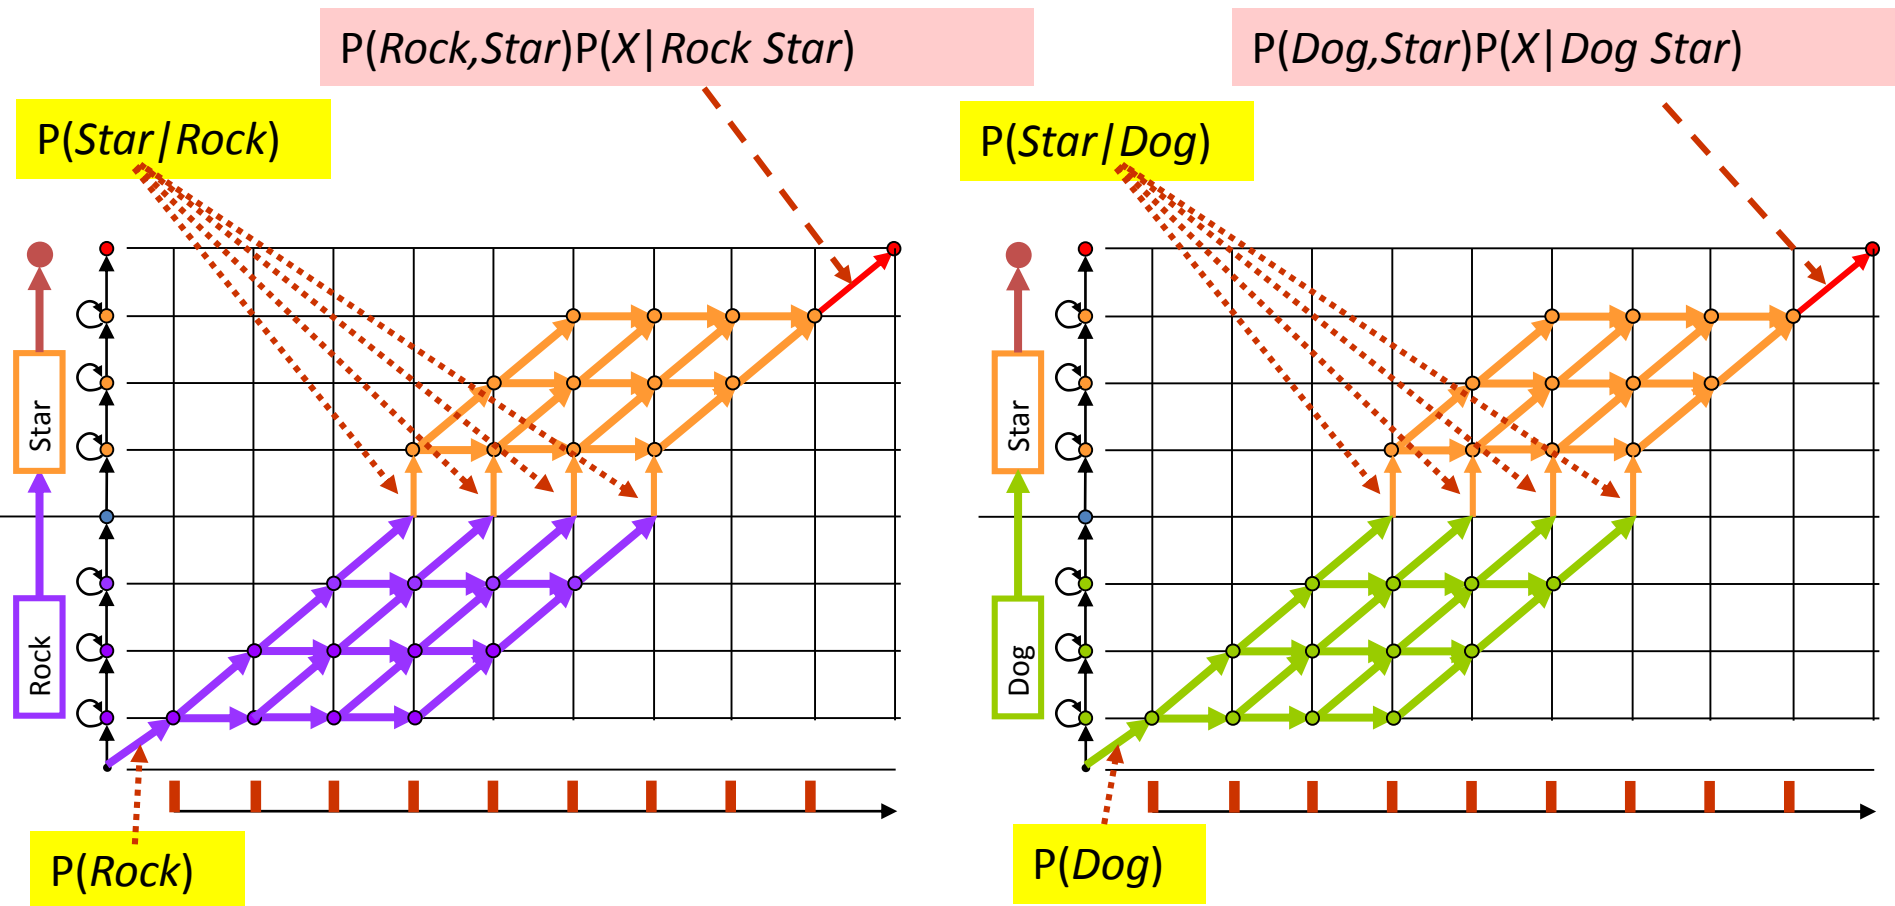 P(Rock,Star)P(X|Rock Star)
P(Dog,Star)P(X|Dog Star)
P(Star|Rock)
P(Star|Dog)
Star
Rock
Star
Dog
P(Rock)
P(Dog)